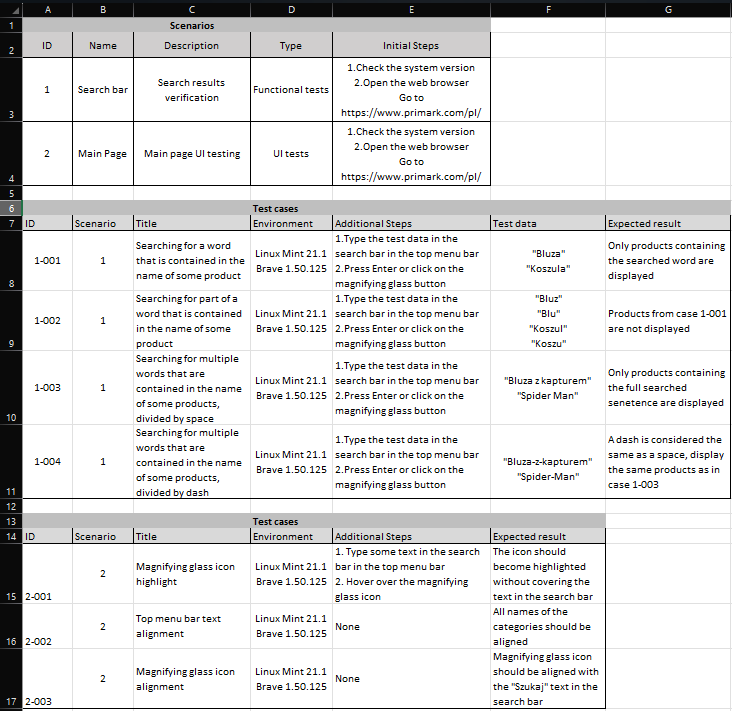 A B C D E F G
1 Scenarios
2 ID Name Description Type Initial Steps
3 1 Search bar Search results verification Functional tests 1.Check the system version
2.Open the web browser
Go to
https://www.primark.com/pl/
4 2 Main Page Main page UI testing UI tests 1.Check the system version
2.Open the web browser
Go to
https://www.primark.com/pl/
5
6 Test cases
7 ID Scenario Title Environment Additional Steps Test data Expected result
8 1-001 1
Searching for a word
that is contained in the
name of some product
Linux Mint 21.1
Brave 1.50.125
1.Type the test data in the
search bar in the top menu bar
2.Press Enter or click on the
magnifying glass button
"Bluza"
"Koszula"
Only products containing
the searched word are
displayed
9 1-002 1
Searching for part of a
word that is contained
in the name of some
product
Linux Mint 21.1
Brave 1.50.125
1.Type the test data in the
search bar in the top menu bar
2.Press Enter or click on the
magnifying glass button
"Bluz"
"Blu"
"Koszul"
"Koszu"
Products from case 1-001
are not displayed
10 1-003 1
Searching for multiple
words that are
contained in the name
of some products,
divided by space
Linux Mint 21.1
Brave 1.50.125
1.Type the test data in the
search bar in the top menu bar
2.Press Enter or click on the
magnifying glass button
"Bluza z kapturem"
"Spider Man"
Only products containing
the full searched
senetence are displayed
11 1-004 1
Searching for multiple
words that are
contained in the name
of some products,
divided by dash
Linux Mint 21.1
Brave 1.50.125
1.Type the test data in the
search bar in the top menu bar
2.Press Enter or click on the
magnifying glass button
"Bluza-z-kapturem"
"Spider-Man"
A dash is considered the
same as a space, display
the same products as in
case 1-003
12
13 Test cases
14 ID Scenario Title Environment Additional Steps Expected result
15 2-001 2
Magnifying glass icon
highlight
Linux Mint 21.1
Brave 1.50.125
1. Type some text in the search
bar in the top menu bar
2. Hover over the magnifying
glass icon
The icon should
become highlighted
without covering the
text in the search bar
16 2-002 2
Top menu bar text
alignment
Linux Mint 21.1
Brave 1.50.125
None
All names of the
categories should be
aligned
17 2-003 2
Magnifying glass icon
alignment
Linux Mint 21.1
Brave 1.50.125
None
Magnifying glass icon
should be aligned with
the "Szukaj" text in the
search bar